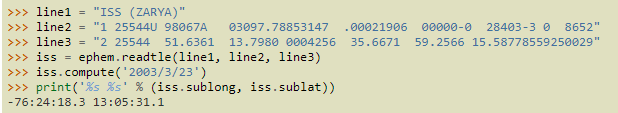 >>> line1 = "ISS (ZARYA)"
>>> line2 = "1 25544U 98067A   03097.78853147  .00021906  00000-0  28403-3 0  8652"
>>> line3 = "2 25544  51.6361  13.7980 0004256  35.6671  59.2566 15.58778559250029"
>>> iss = ephem.readtle(line1, line2, line3)
>>> iss.compute('2003/3/23')
>>> print('%s %s' % (iss.sublong, iss.sublat))
-76:24:18.3 13:05:31.1